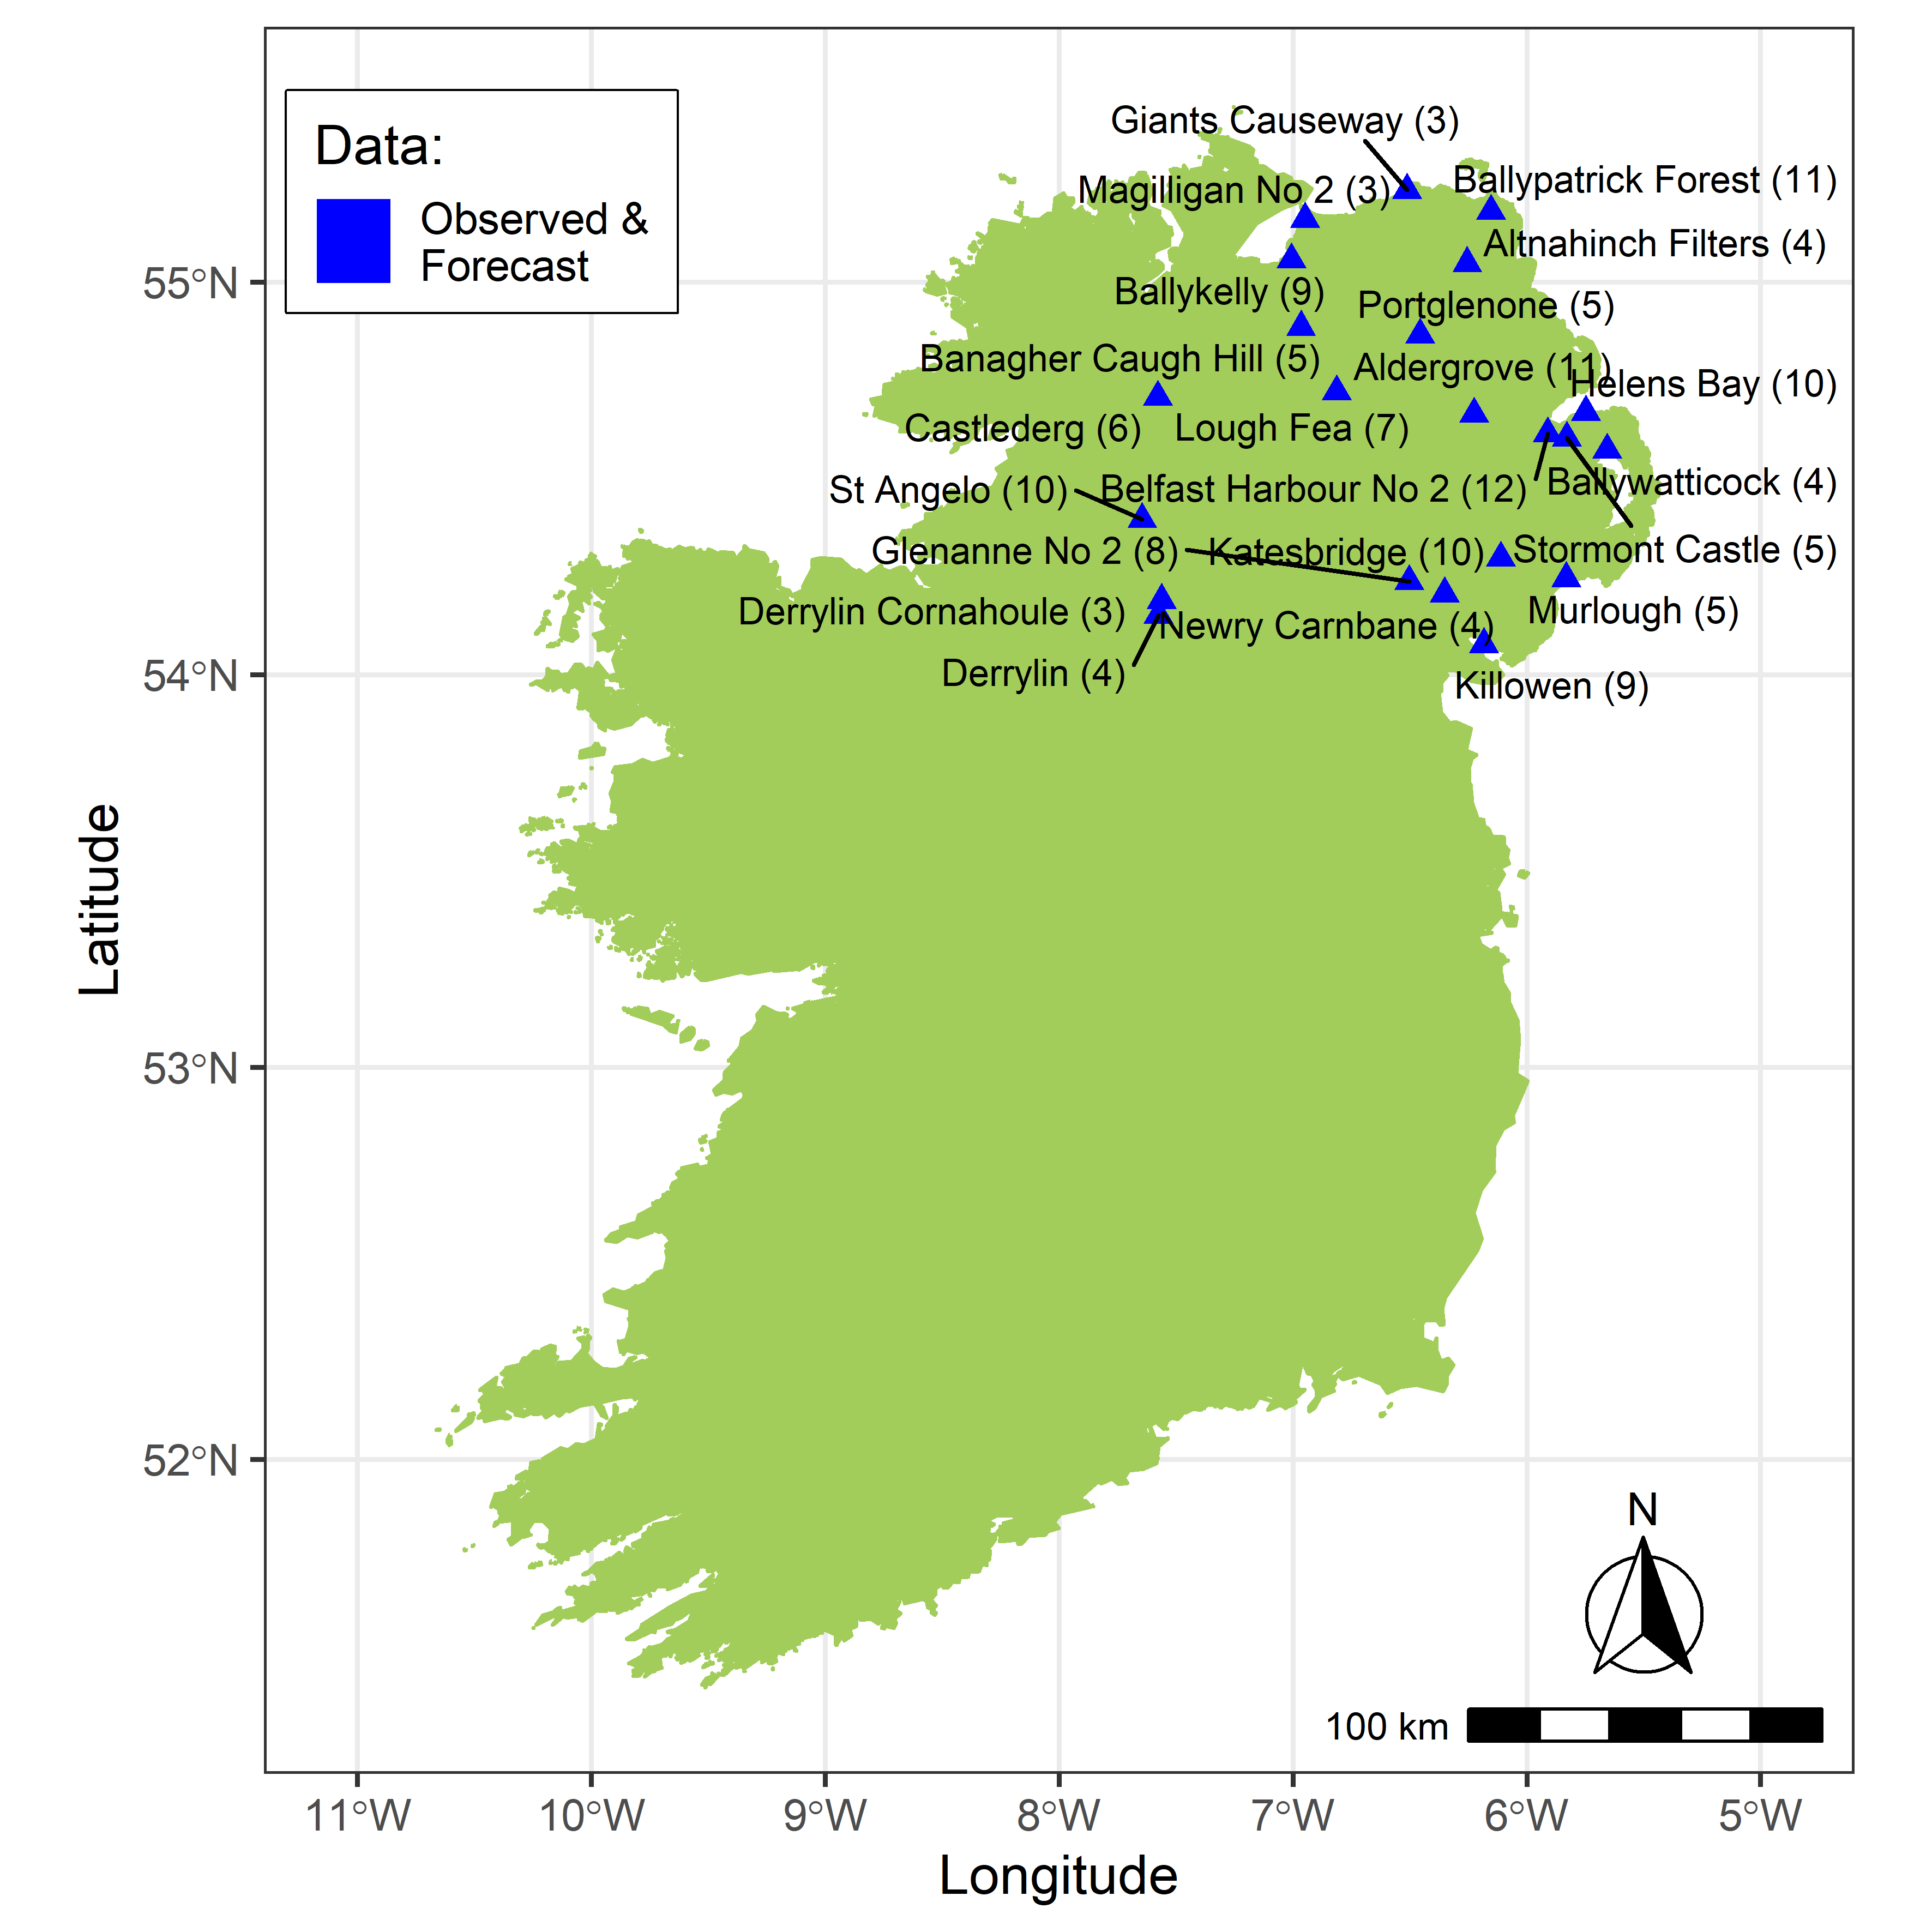 Data:
Observed &
Forecast
Giants Causeway (3)
Magilligan No 2 (3)
Ballypatrick Forest (11)
Altnahinch Filters (4)
Ballykelly (9)
Portglenone (5)
Banagher Caugh Hill (5)
Aldergrove (11)
Helens Bay (10)
Castlederg (6)
Lough Fea (7)
St Angelo (10)
Belfast Harbour No 2 (12)
Ballywatticock (4)
Glenanne No 2 (8)
Katesbridge (10)
Stormont Castle (5)
Derrylin Cornahoule (3)
Newry Carnbane (4)
Murlough (5)
Derrylin (4)
Killowen (9)
55°N
54°N
53°N
52°N
Latitude
N
100 km
11°W
10°W
9°W
8°W
7°W
6°W
5°W
Longitude